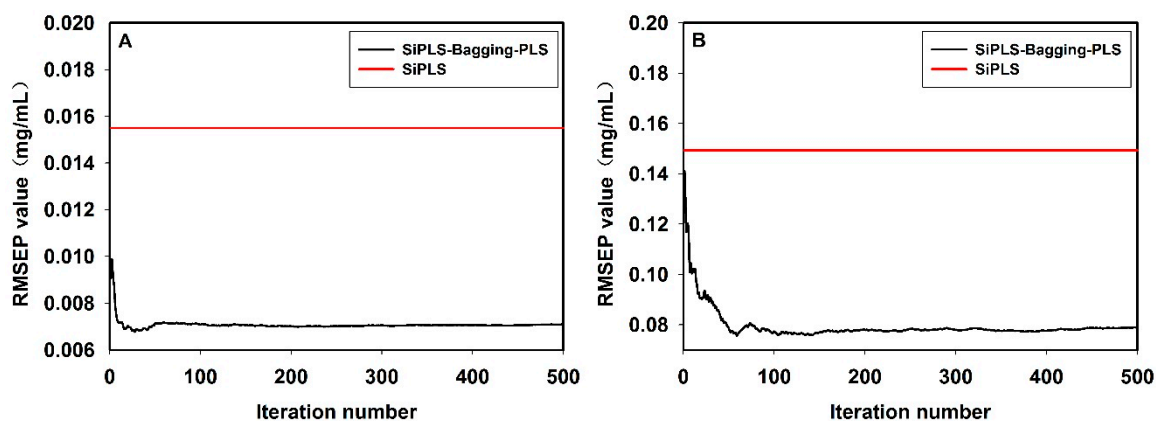 A
SiPLS-Bagging-PLS
SiPLS
RMSEP value（mg/mL）
0.020
0.018
0.016
0.014
0.012
0.010
0.008
0.006
0
100
200
300
400
500
Iteration number
B
SiPLS-Bagging-PLS
SiPLS
RMSEP value（mg/mL）
0.20
0.18
0.16
0.14
0.12
0.10
0.08
0
100
200
300
400
500
Iteration number